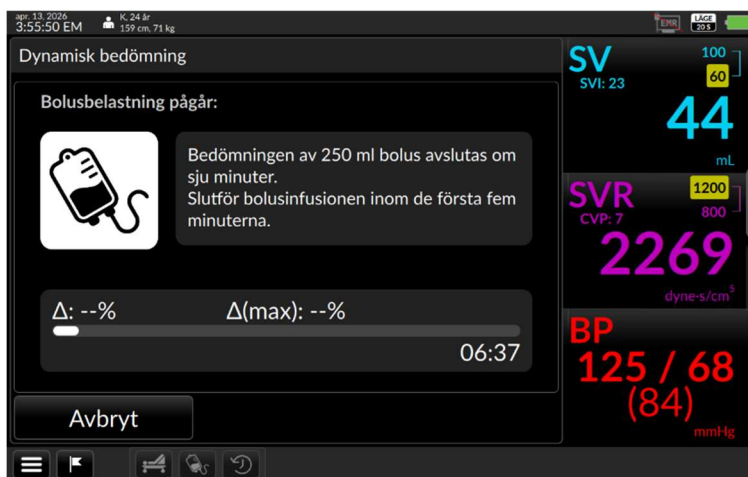 apr. 13, 2026
3:55:50 EM
K, 24 år
159 cm, 71 kg
EMR
LÄGE
20 S
Dynamisk bedömning
Bolusbelastning pågår:
Bedömningen av 250 ml bolus avslutas om
sju minuter.
Slutför bolusinfusionen inom de första fem
minuterna.
Δ: --%
Δ(max): --%
06:37
Avbryt
SV
SVI: 23
100
60
44
mL
SVR
CVP: 7
1200
800
2269
dyne-s/cm⁵
BP
125 / 68
(84)
mmHg